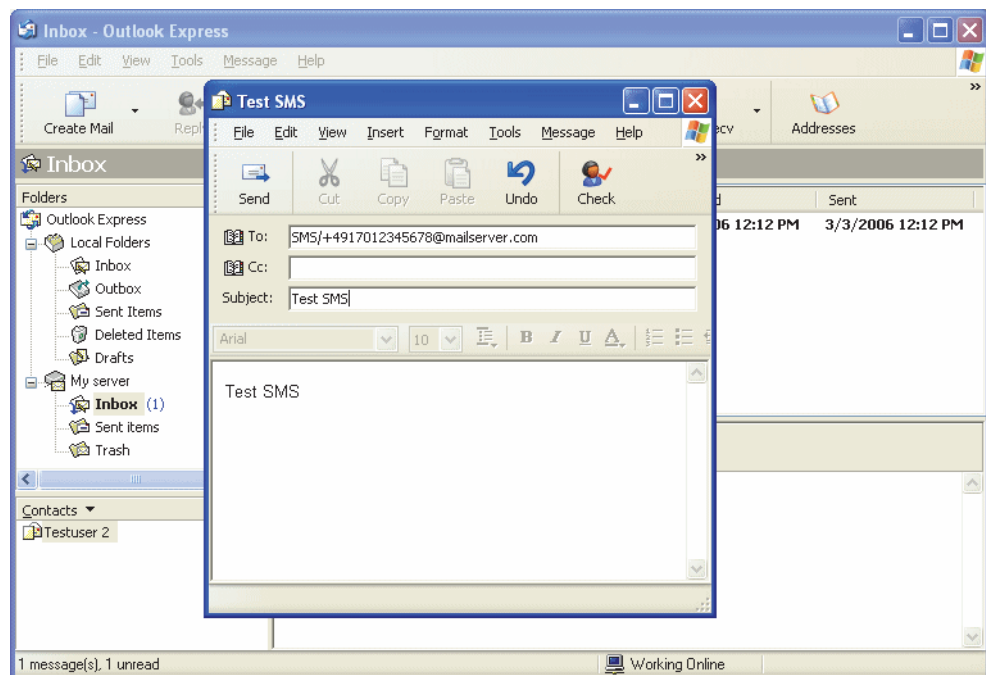 Inbox - Outlook Express
File Edit View Tools Message Help
Create Mail
Addresses
»
Inbox
Folders
Outlook Express
Local Folders
Inbox
Outbox
Sent Items
Deleted Items
Drafts
My server
Inbox (1)
Sent items
Trash
Contacts
Testuser 2
Sent
12:12 PM 3/3/2006 12:12 PM
Test SMS
File Edit View Insert Format Tools Message Help
Send Cut Copy Paste Undo Check »
To: SMS/+4917012345678@mailserver.com
Cc:
Subject: Test SMS
Arial 10 B I U A
Test SMS
1 message(s), 1 unread Working Online